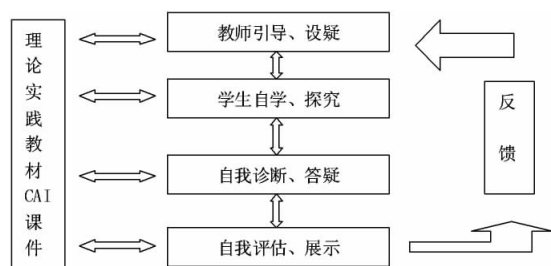 理
论
实
践
教
材
CAI
课
件
教师引导、设疑
学生自学、探究
自我诊断、答疑
自我评估、展示
反
馈